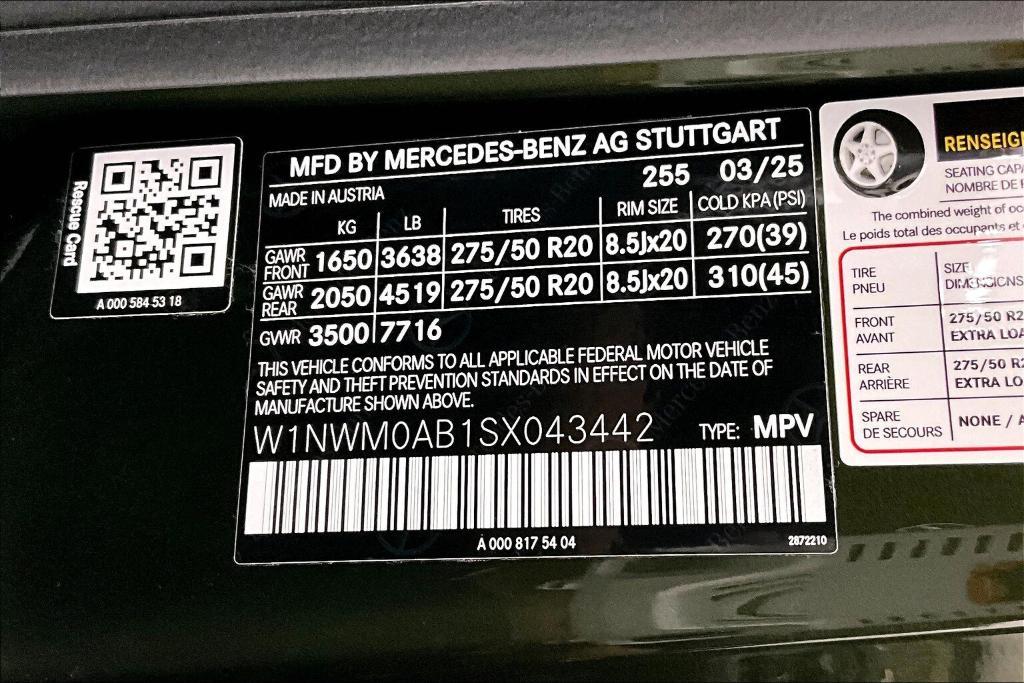 Rescue Card
A 000 584 53 18
MFD BY MERCEDES-BENZ AG STUTTGART
255 03/25
MADE IN AUSTRIA
KG LB TIRES RIM SIZE COLD KPA (PSI)
GAWR FRONT 1650 3638 275/50 R20 8.5Jx20 270(39)
GAWR REAR 2050 4519 275/50 R20 8.5Jx20 310(45)
GVWR 3500 7716
THIS VEHICLE CONFORMS TO ALL APPLICABLE FEDERAL MOTOR VEHICLE
SAFETY AND THEFT PREVENTION STANDARDS IN EFFECT ON THE DATE OF
MANUFACTURE SHOWN ABOVE.
W1NWM0AB1SX043442 TYPE: MPV
A 000 817 54 04
2872210
RENSEIG
SEATING CAPA
NOMBRE DE
The combined weight of oc
Le poids total des occupants et
TIRE SIZE
PNEU DIMENSIONS
FRONT 275/50 R2
AVANT EXTRA LOA
REAR 275/50 R2
ARRIÈRE EXTRA LO
SPARE NONE /
DE SECOURS